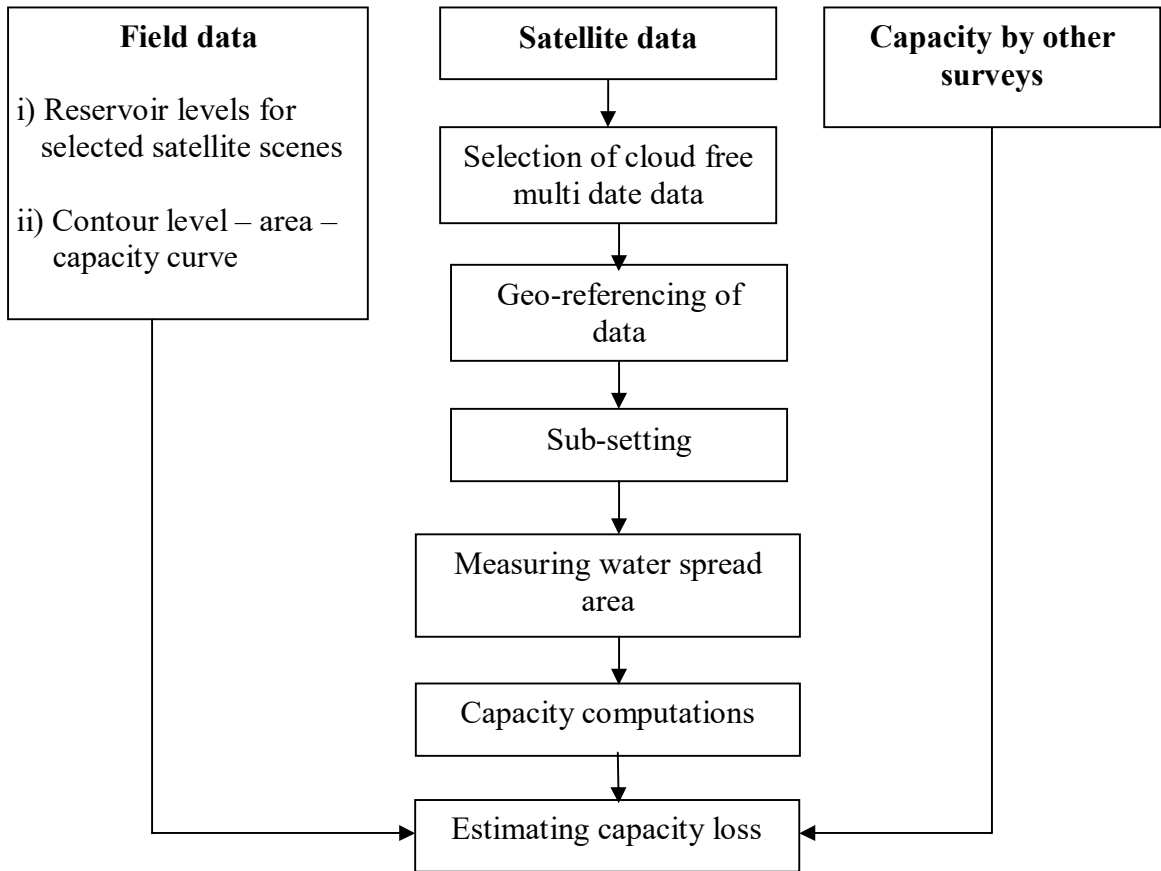 Field data
i) Reservoir levels for
selected satellite scenes
ii) Contour level – area –
capacity curve
Satellite data
Selection of cloud free
multi date data
Geo-referencing of
data
Sub-setting
Measuring water spread
area
Capacity computations
Estimating capacity loss
Capacity by other
surveys